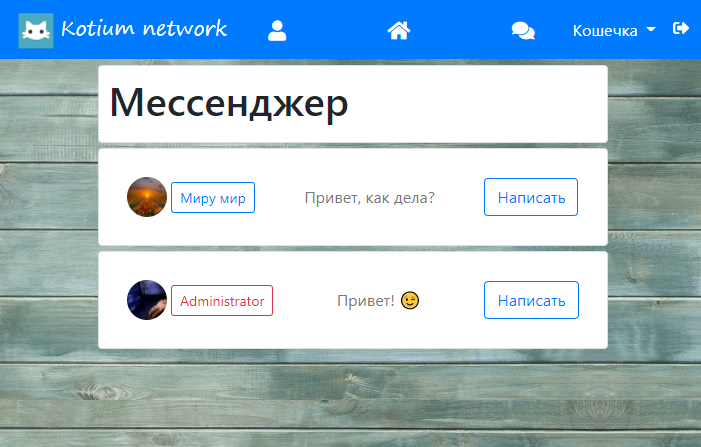 Kotium network
Кошечка
Мессенджер
Миру мир Привет, как дела? Написать
Administrator Привет! 😉 Написать